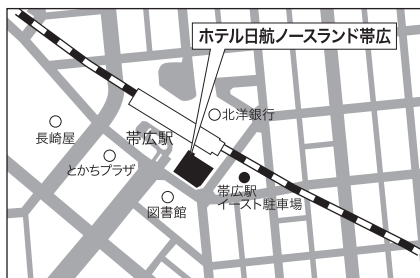 ホテル日航ノースランド帯広
北洋銀行
長崎屋
帯広駅
とかちプラザ
帯広駅
イースト駐車場
図書館